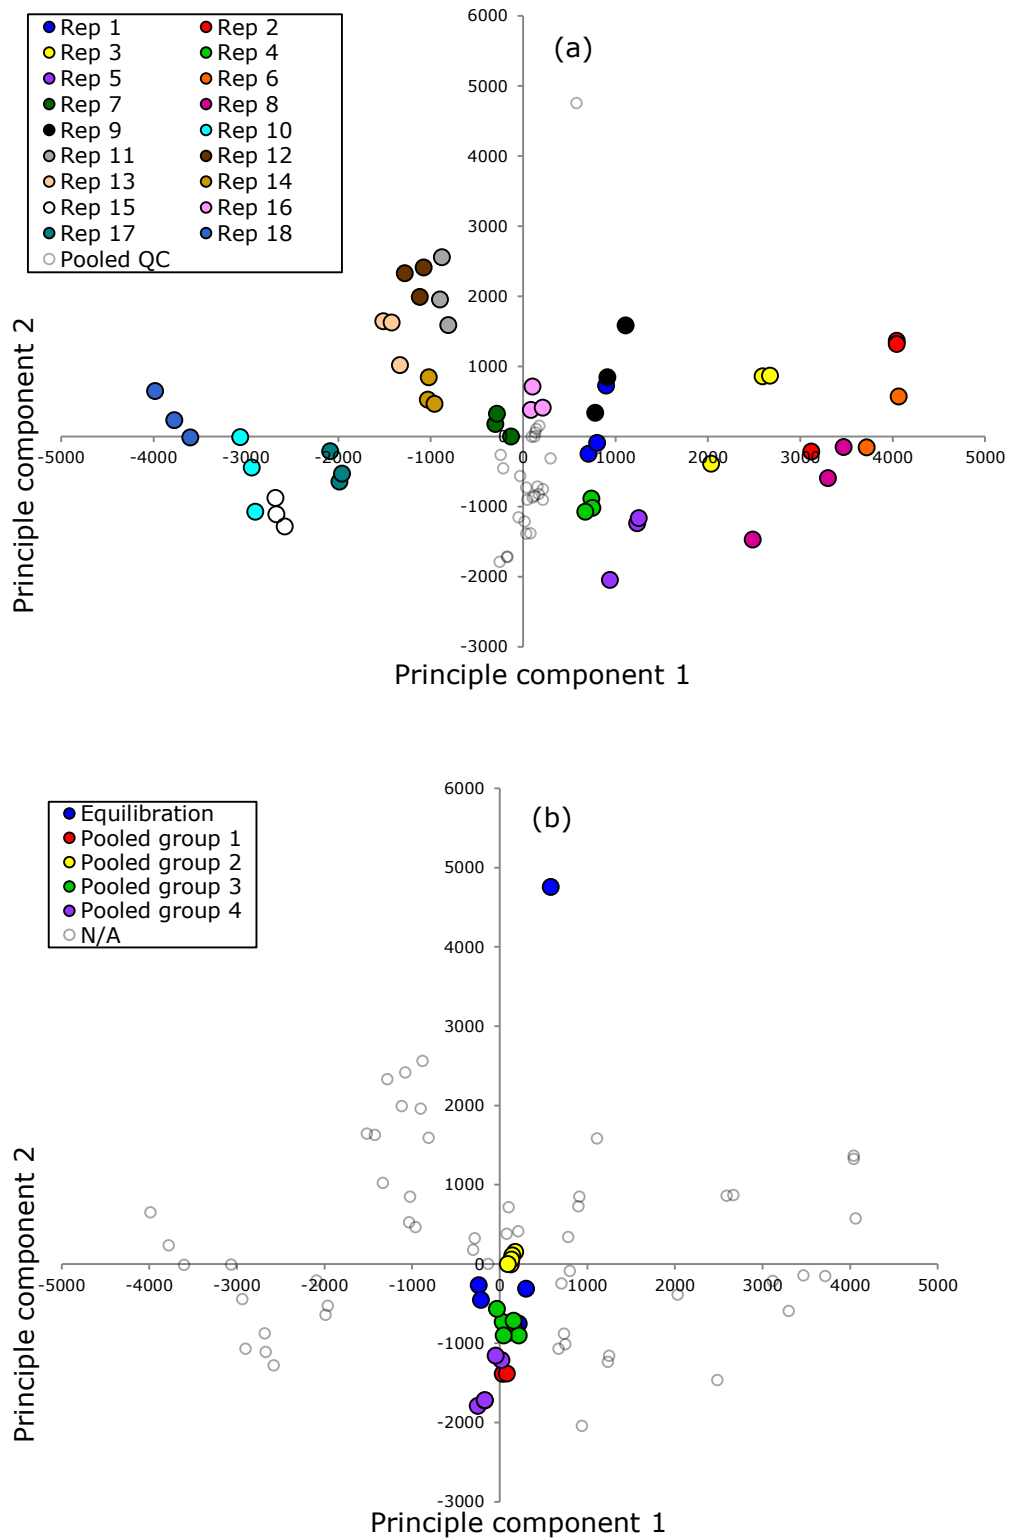 6000
(a)
Rep 1 Rep 2
Rep 3 Rep 4
Rep 5 Rep 6
Rep 7 Rep 8
Rep 9 Rep 10
Rep 11 Rep 12
Rep 13 Rep 14
Rep 15 Rep 16
Rep 17 Rep 18
Pooled QC
5000
4000
3000
2000
1000
0
-5000 -4000 -3000 -2000 -1000 0 1000 2000 3000 4000 5000
-1000
-2000
-3000
Principle component 2
Principle component 1
6000
(b)
Equilibration
Pooled group 1
Pooled group 2
Pooled group 3
Pooled group 4
N/A
5000
4000
3000
2000
1000
0
-5000 -4000 -3000 -2000 -1000 0 1000 2000 3000 4000 5000
-1000
-2000
-3000
Principle component 2
Principle component 1